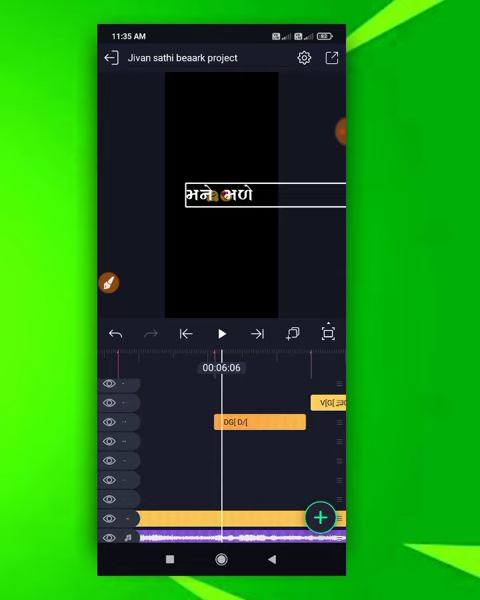 11:35 AM
Jivan sathi beaark project
મને મળે
00:06:06
DG[ D/[